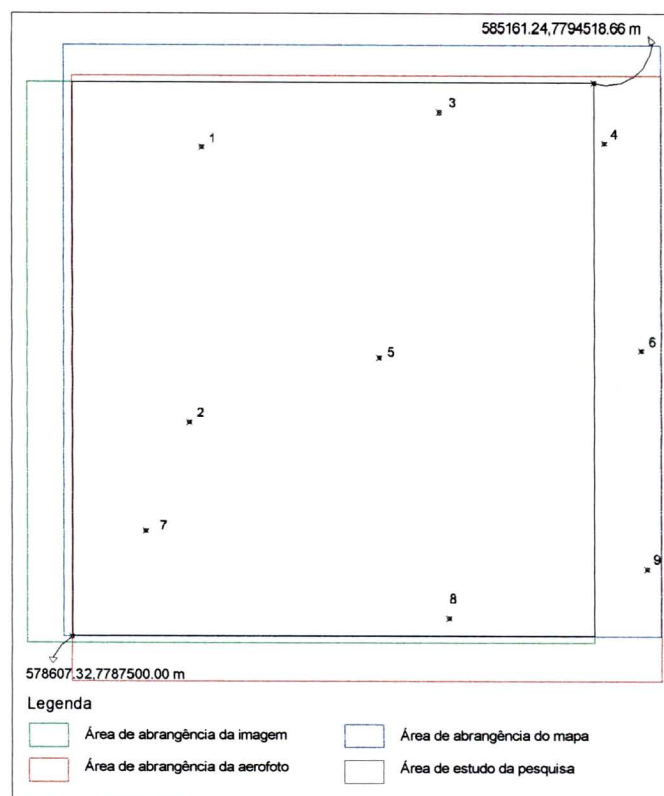 585161.24,7794518.66 m
3
1
4
5
6
2
7
9
8
578607.32,7787500.00 m
Legenda
Área de abrangência da imagem
Área de abrangência do mapa
Área de abrangência da aerofoto
Área de estudo da pesquisa